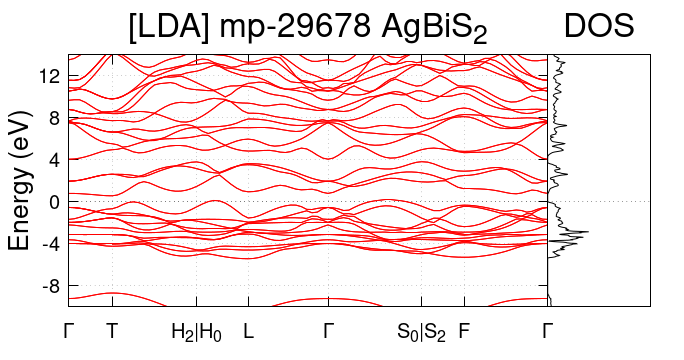 [LDA] mp-29678 AgBiS₂ DOS
Energy (eV)
12
8
4
0
-4
-8
Γ T H₂|H₀ L Γ S₀|S₂ F Γ